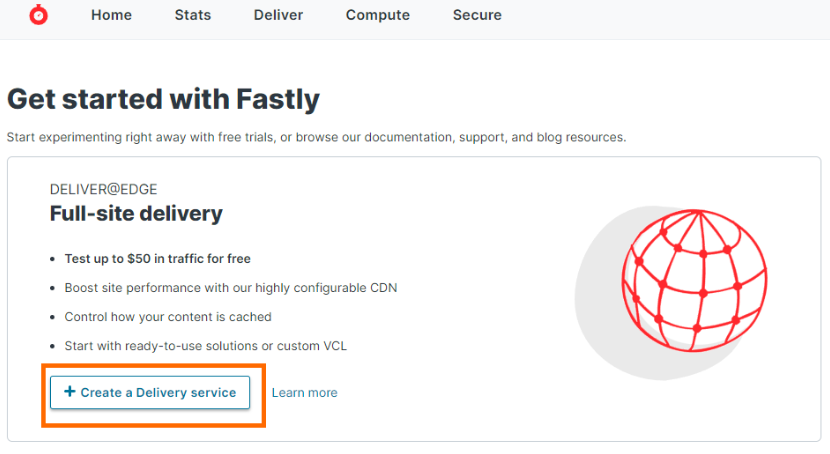 Home Stats Deliver Compute Secure
Get started with Fastly
Start experimenting right away with free trials, or browse our documentation, support, and blog resources.
DELIVER@EDGE
Full-site delivery
• Test up to $50 in traffic for free
• Boost site performance with our highly configurable CDN
• Control how your content is cached
• Start with ready-to-use solutions or custom VCL
+ Create a Delivery service Learn more